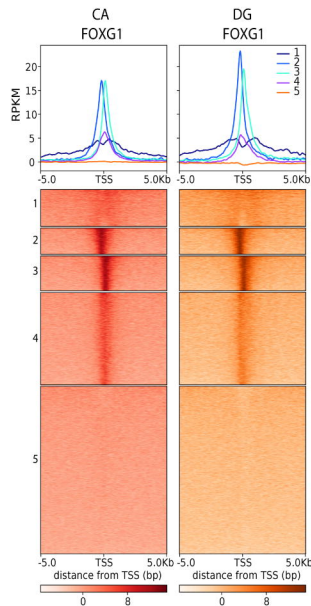 CA
FOXG1
DG
FOXG1
RPKM
20
15
10
5
0
1
2
3
4
5
-5.0
TSS
5.0Kb
-5.0
TSS
5.0Kb
1
2
3
4
5
-5.0
TSS
5.0Kb
-5.0
TSS
5.0Kb
distance from TSS (bp)
distance from TSS (bp)
0
8
0
8